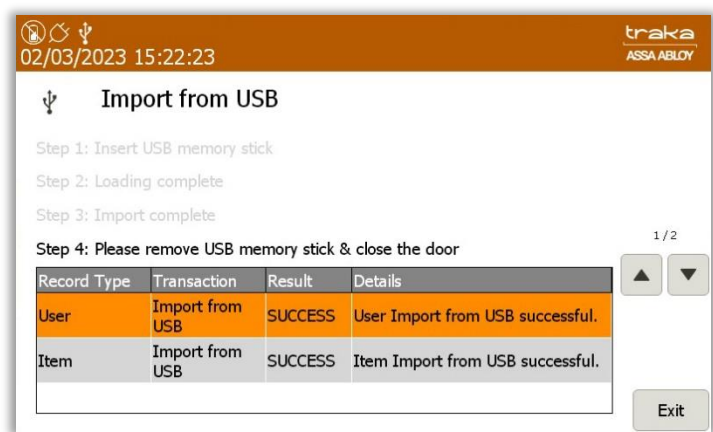 02/03/2023 15:22:23
traka
ASSA ABLOY
Import from USB
Step 1: Insert USB memory stick
Step 2: Loading complete
Step 3: Import complete
Step 4: Please remove USB memory stick & close the door
1/2
Record Type Transaction Result Details
User Import from USB SUCCESS User Import from USB successful.
Item Import from USB SUCCESS Item Import from USB successful.
Exit